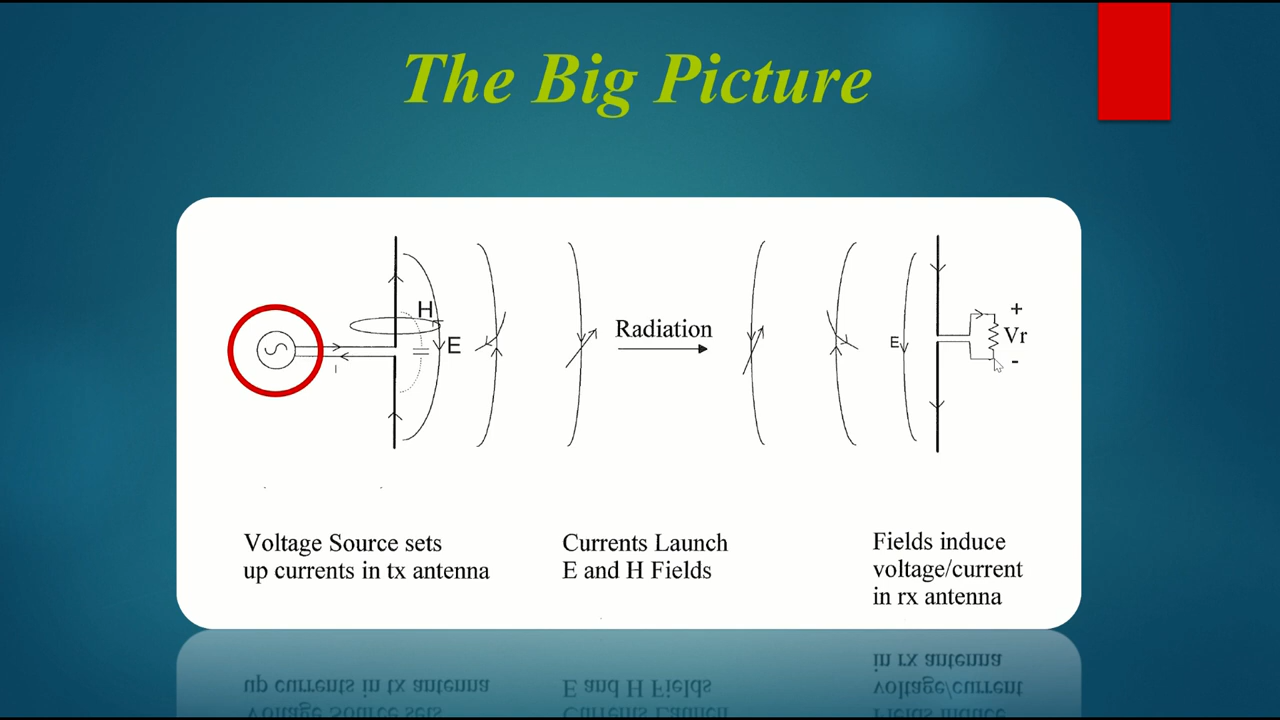 The Big Picture
H
E
I
Radiation
E
+
Vr
-
Voltage Source sets
up currents in tx antenna
Currents Launch
E and H Fields
Fields induce
voltage/current
in rx antenna